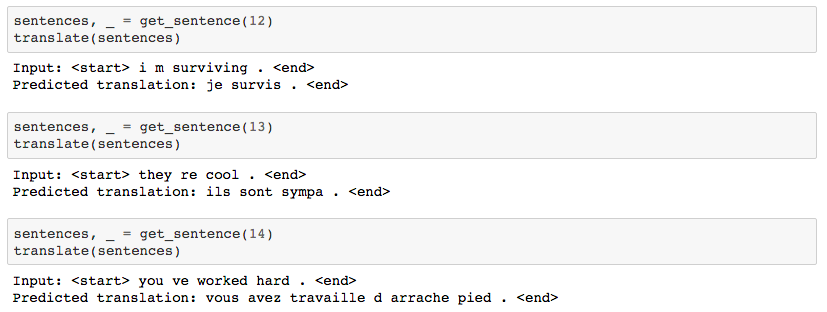 sentences, _ = get_sentence(12)
translate(sentences)
Input: <start> i m surviving . <end>
Predicted translation: je survis . <end>
sentences, _ = get_sentence(13)
translate(sentences)
Input: <start> they re cool . <end>
Predicted translation: ils sont sympa . <end>
sentences, _ = get_sentence(14)
translate(sentences)
Input: <start> you ve worked hard . <end>
Predicted translation: vous avez travaille d arrache pied . <end>